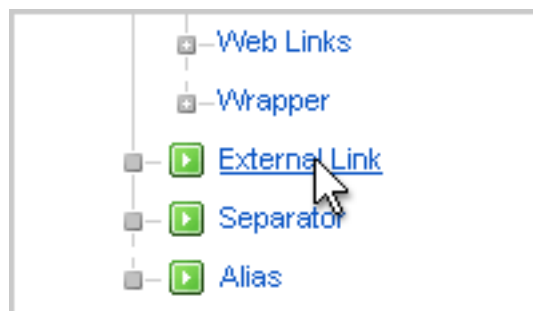 Web Links
Wrapper
External Link
Separator
Alias